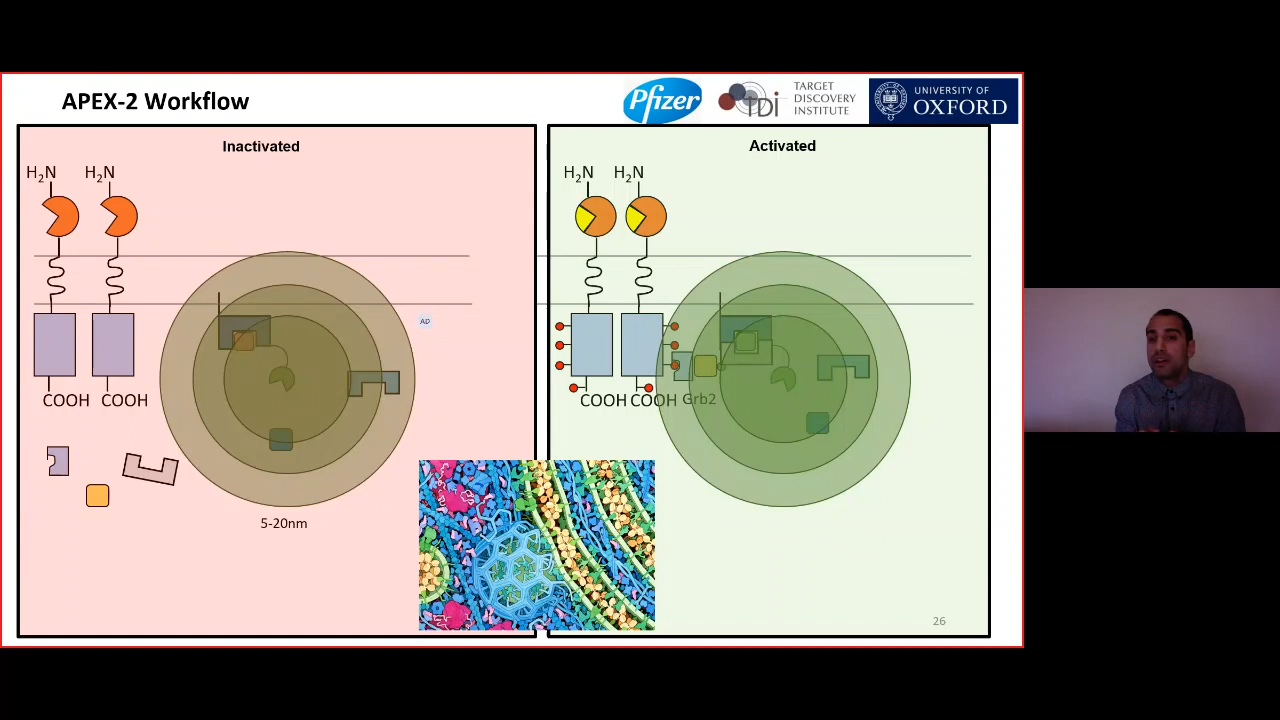 APEX-2 Workflow
Pfizer
TDi
TARGET
DISCOVERY
INSTITUTE
UNIVERSITY OF
OXFORD
Inactivated
H₂N H₂N
AD
COOH COOH
5-20nm
Activated
H₂N H₂N
COOH COOH Grb2
26